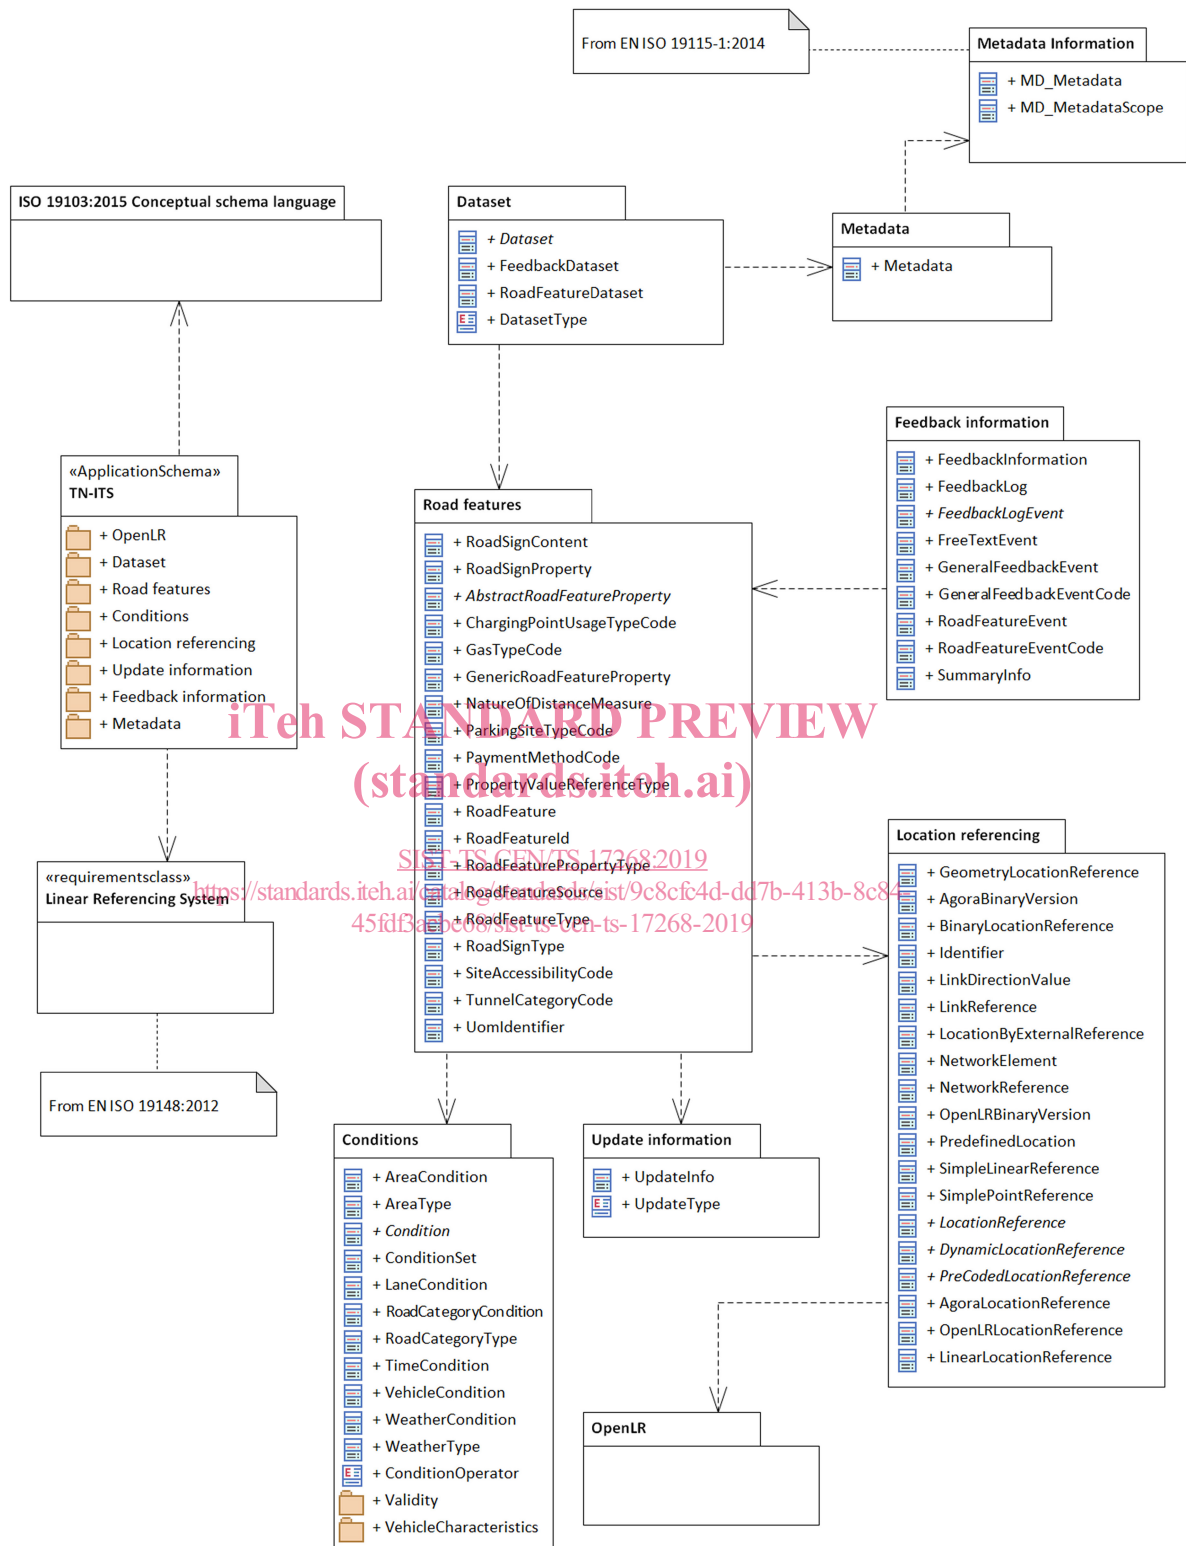 From EN ISO 19115-1:2014
Metadata Information
+ MD_Metadata
+ MD_MetadataScope
ISO 19103:2015 Conceptual schema language
Dataset
+ Dataset
+ FeedbackDataset
+ RoadFeatureDataset
+ DatasetType
Metadata
+ Metadata
Feedback information
+ FeedbackInformation
+ FeedbackLog
+ FeedbackLogEvent
+ FreeTextEvent
+ GeneralFeedbackEvent
+ GeneralFeedbackEventCode
+ RoadFeatureEvent
+ RoadFeatureEventCode
+ SummaryInfo
«ApplicationSchema»
TN-ITS
+ OpenLR
+ Dataset
+ Road features
+ Conditions
+ Location referencing
+ Update information
+ Feedback information
+ Metadata
Road features
+ RoadSignContent
+ RoadSignProperty
+ AbstractRoadFeatureProperty
+ ChargingPointUsageTypeCode
+ GasTypeCode
+ GenericRoadFeatureProperty
+ NatureOfDistanceMeasure
+ ParkingSiteTypeCode
+ PaymentMethodCode
+ PropertyValueReferenceType
+ RoadFeature
+ RoadFeatureId
+ RoadFeaturePropertyType
+ RoadFeatureSource
+ RoadFeatureType
+ RoadSignType
+ SiteAccessibilityCode
+ TunnelCategoryCode
+ UomIdentifier
iTeh STANDARD PREVIEW
(standards.iteh.ai)
SIST-TS CEN/TS 17268:2019
https://standards.iteh.ai/catalog/standards/sist/9c8cfc4d-dd7b-413b-8c84-
/sist-ts-cen-ts-17268-2019
«requirementsclass»
Linear Referencing System
From EN ISO 19148:2012
Location referencing
+ GeometryLocationReference
+ AgoraBinaryVersion
+ BinaryLocationReference
+ Identifier
+ LinkDirectionValue
+ LinkReference
+ LocationByExternalReference
+ NetworkElement
+ NetworkReference
+ OpenLRBinaryVersion
+ PredefinedLocation
+ SimpleLinearReference
+ SimplePointReference
+ LocationReference
+ DynamicLocationReference
+ PreCodedLocationReference
+ AgoraLocationReference
+ OpenLRLocationReference
+ LinearLocationReference
Conditions
+ AreaCondition
+ AreaType
+ Condition
+ ConditionSet
+ LaneCondition
+ RoadCategoryCondition
+ RoadCategoryType
+ TimeCondition
+ VehicleCondition
+ WeatherCondition
+ WeatherType
+ ConditionOperator
+ Validity
+ VehicleCharacteristics
Update information
+ UpdateInfo
+ UpdateType
OpenLR